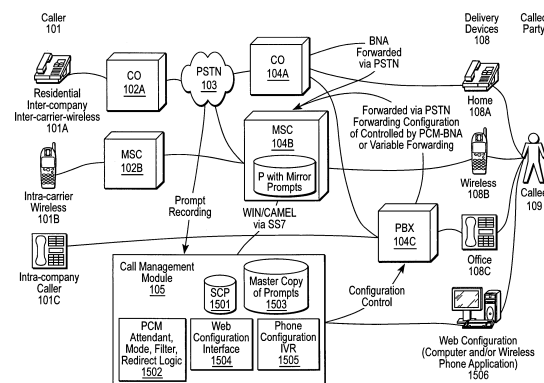 Caller
101
Residential
Inter-company
Inter-carrier-wireless
101A
Intra-carrier
Wireless
101B
Intra-company
Caller
101C
CO
102A
MSC
102B
PSTN
103
CO
104A
BNA
Forwarded
via PSTN
MSC
104B
P with Mirror
Prompts
Forwarded via PSTN
Forwarding Configuration
of Controlled by PCM-BNA
or Variable Forwarding
Prompt
Recording
WIN/CAMEL
via SS7
PBX
104C
Configuration
Control
Call Management
Module
105
SCP
1501
Master Copy
of Prompts
1503
PCM
Attendant,
Mode, Filter,
Redirect Logic
1502
Web
Configuration
Interface
1504
Phone
Configuration
IVR
1505
Delivery
Devices
108
Home
108A
Wireless
108B
Office
108C
Web Configuration
(Computer and/or Wireless
Phone Application)
1506
Called
Party
Callee
109